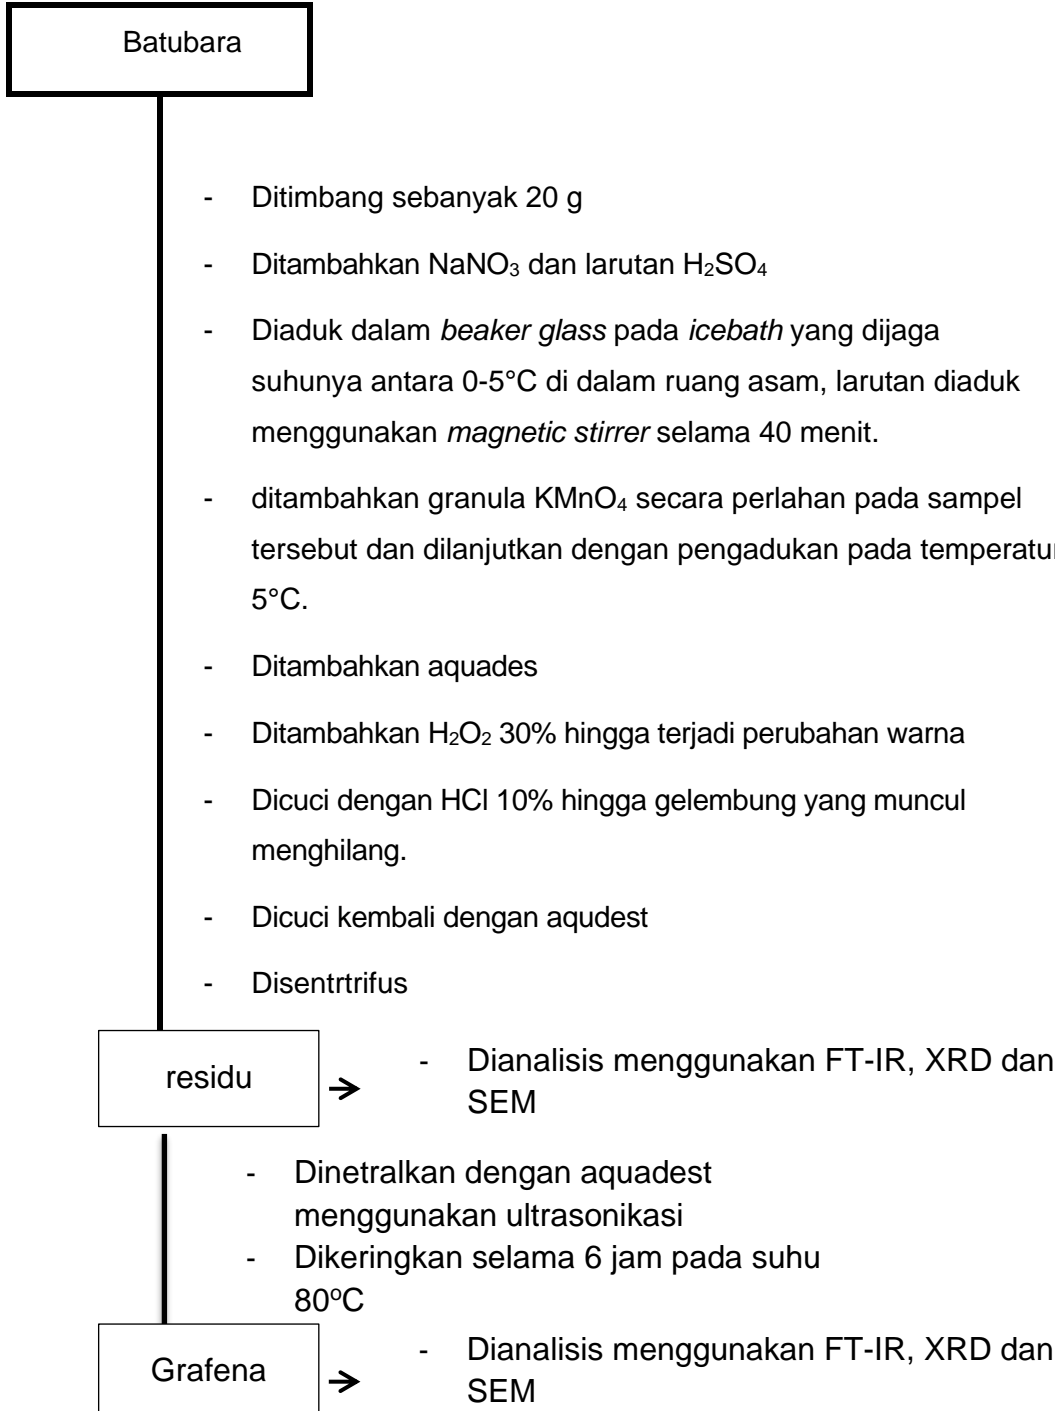 Batubara
- Ditimbang sebanyak 20 g
- Ditambahkan NaNO₃ dan larutan H₂SO₄
- Diaduk dalam beaker glass pada icebath yang dijaga
suhunya antara 0-5°C di dalam ruang asam, larutan diaduk
menggunakan magnetic stirrer selama 40 menit.
- ditambahkan granula KMnO₄ secara perlahan pada sampel
tersebut dan dilanjutkan dengan pengadukan pada temperatur
5°C.
- Ditambahkan aquades
- Ditambahkan H₂O₂ 30% hingga terjadi perubahan warna
- Dicuci dengan HCl 10% hingga gelembung yang muncul
menghilang.
- Dicuci kembali dengan aqudest
- Disentrtrifus
residu
- Dianalisis menggunakan FT-IR, XRD dan
SEM
- Dinetralkan dengan aquadest
menggunakan ultrasonikasi
- Dikeringkan selama 6 jam pada suhu
80ºC
Grafena
- Dianalisis menggunakan FT-IR, XRD dan
SEM